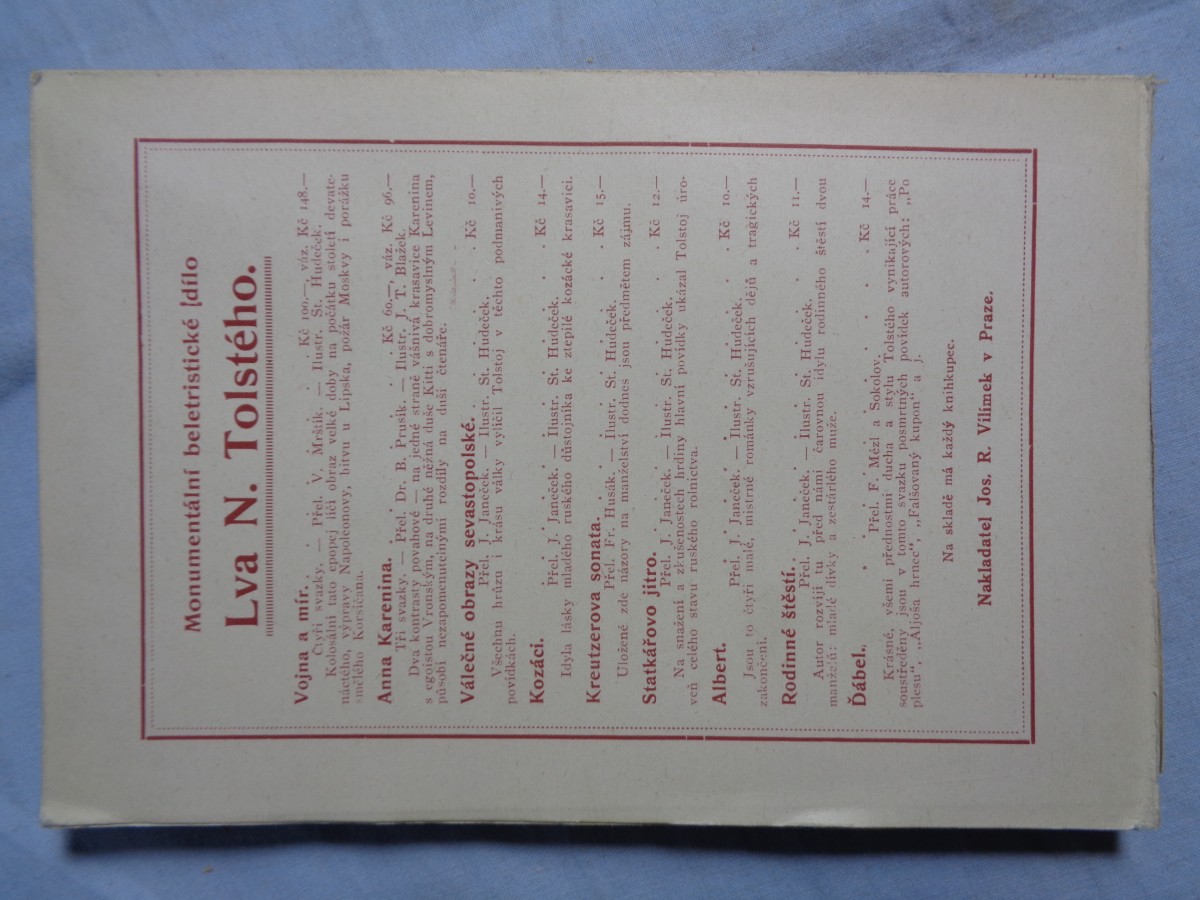 Monumentální beletristické [dílo
Lva N. Tolstého.
Vojna a mír. . . . . . . . Kč 100,—, váz. Kč 148.—
Čtyři svazky. — Přel. V. Mrštík. — Ilustr. St. Hudeček.
Kolosální tato epopej líčí obraz velké doby na počátku století devate-
náctého, výpravy Napoleonovy, bitvu u Lipska, požár Moskvy i porážku
smělého Korsičana.
Anna Karenina. . . . . . . Kč 60,—, váz. Kč 96.—
Tři svazky. — Přel. Dr. B. Prusík. — Ilustr. J. T. Blažek.
Dva kontrasty povahové — na jedné straně vášnivá krasavice Karenina
s egoistou Vronským, na druhé něžná duše Kitti s dobromyslným Levinem,
působí nezapomenutelnými rozdíly na duši čtenáře.
Válečné obrazy sevastopolské. . . . . . . Kč 10.—
Přel. J. Janeček. — Ilustr. St. Hudeček.
Všechnu hrůzu i krásu války vylíčil Tolstoj v těchto podmanivých
povídkách.
Kozáci. . . . . . . . . . . Kč 14.—
Přel. J. Janeček. — Ilustr. St. Hudeček.
Idyla lásky mladého ruského důstojníka ke ztepilé kozácké krasavici.
Kreutzerova sonata. . . . . . . . Kč 15.—
Přel. Fr. Husák. — Ilustr. St. Hudeček.
Uložené zde názory na manželství dodnes jsou předmětem zájmu.
Statkářovo jitro. . . . . . . . . Kč 12.—
Přel. J. Janeček. — Ilustr. St. Hudeček.
Na snažení a zkušenostech hrdiny hlavní povídky ukázal Tolstoj úro-
veň celého stavu ruského rolnictva.
Albert. . . . . . . . . . . Kč 10.—
Přel. J. Janeček. — Ilustr. St. Hudeček.
Jsou to čtyři malé, mistrné románky vzrušujících dějů a tragických
zakončení.
Rodinné štěstí. . . . . . . . . . Kč 11.—
Přel. J. Janeček. — Ilustr. St. Hudeček.
Autor rozvíjí tu před námi čarovnou idylu rodinného štěstí dvou
manželů: mladé dívky a zestárlého muže.
Ďábel. . . . . . . . . . . Kč 14.—
Přel. F. Mézl a Sokolov.
Krásné, všemi přednostmi ducha a stylu Tolstého vynikající práce
soustředěny jsou v tomto svazku posmrtných povídek autorových: „Po
plesu“, „Aljoša hrnec“, „Falšovaný kupon“ a j.
Na skladě má každý knihkupec.
Nakladatel Jos. R. Vilímek v Praze.